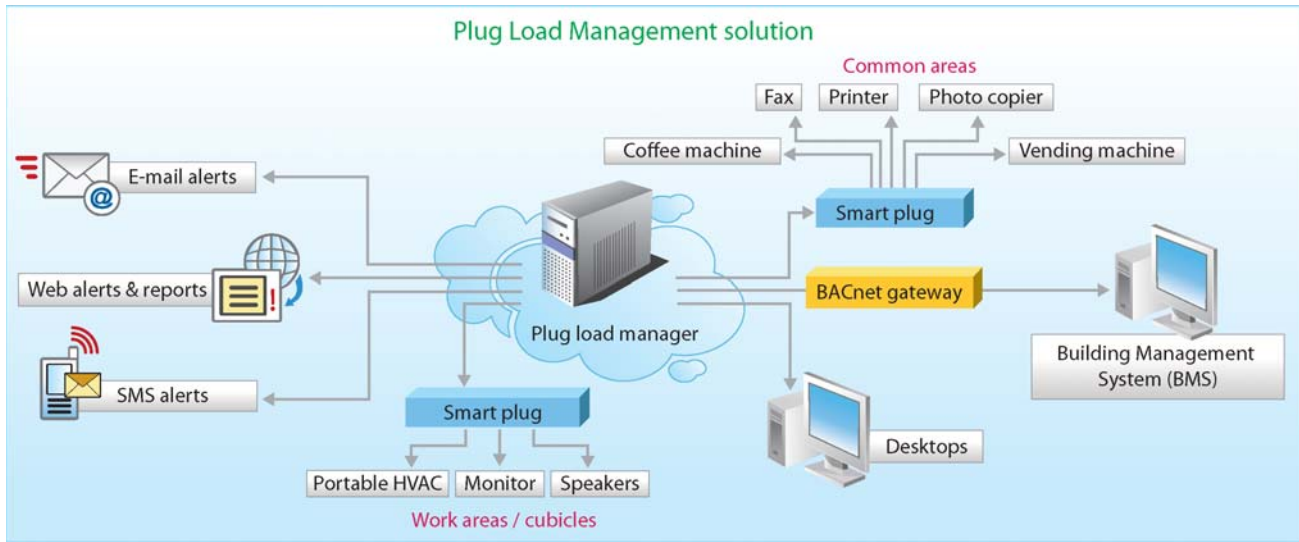 Plug Load Management solution
Common areas
Fax
Printer
Photo copier
Coffee machine
Vending machine
Smart plug
E-mail alerts
@
Web alerts & reports
!
SMS alerts
Plug load manager
BACnet gateway
Building Management
System (BMS)
Desktops
Smart plug
Portable HVAC
Monitor
Speakers
Work areas / cubicles